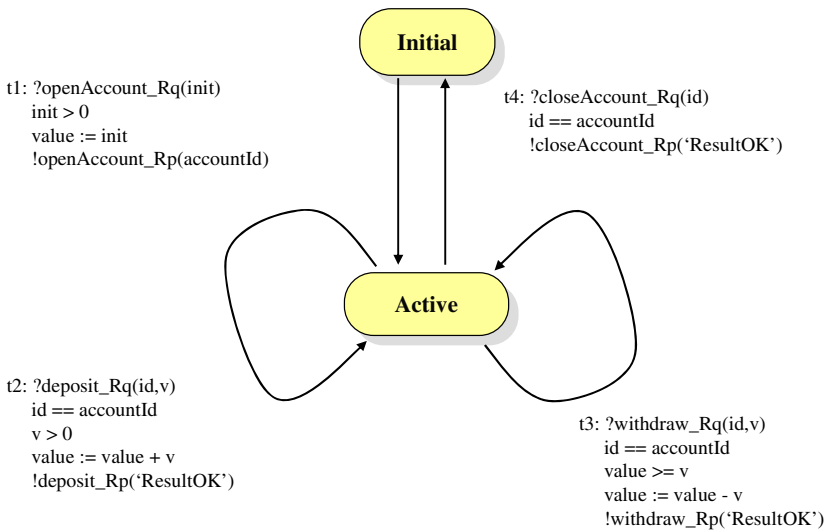 Initial
t1: ?openAccount_Rq(init)
init > 0
value := init
!openAccount_Rp(accountId)
t4: ?closeAccount_Rq(id)
id == accountId
!closeAccount_Rp(‘ResultOK’)
Active
t2: ?deposit_Rq(id,v)
id == accountId
v > 0
value := value + v
!deposit_Rp(‘ResultOK’)
t3: ?withdraw_Rq(id,v)
id == accountId
value >= v
value := value - v
!withdraw_Rp(‘ResultOK’)